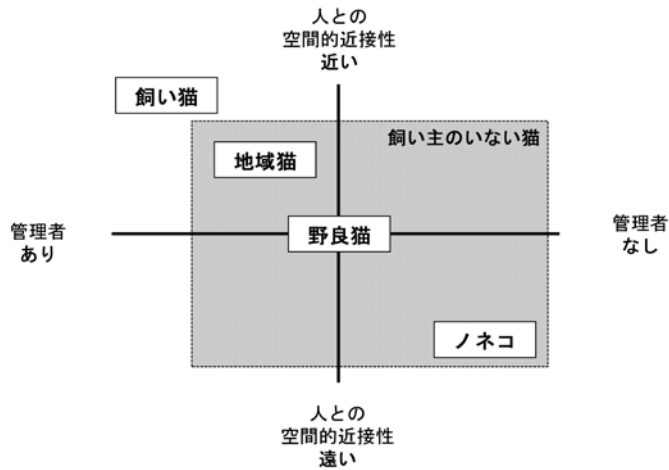 人との
空間的近接性
近い
飼い猫
飼い主のいない猫
地域猫
管理者
あり
野良猫
管理者
なし
ノネコ
人との
空間的近接性
遠い